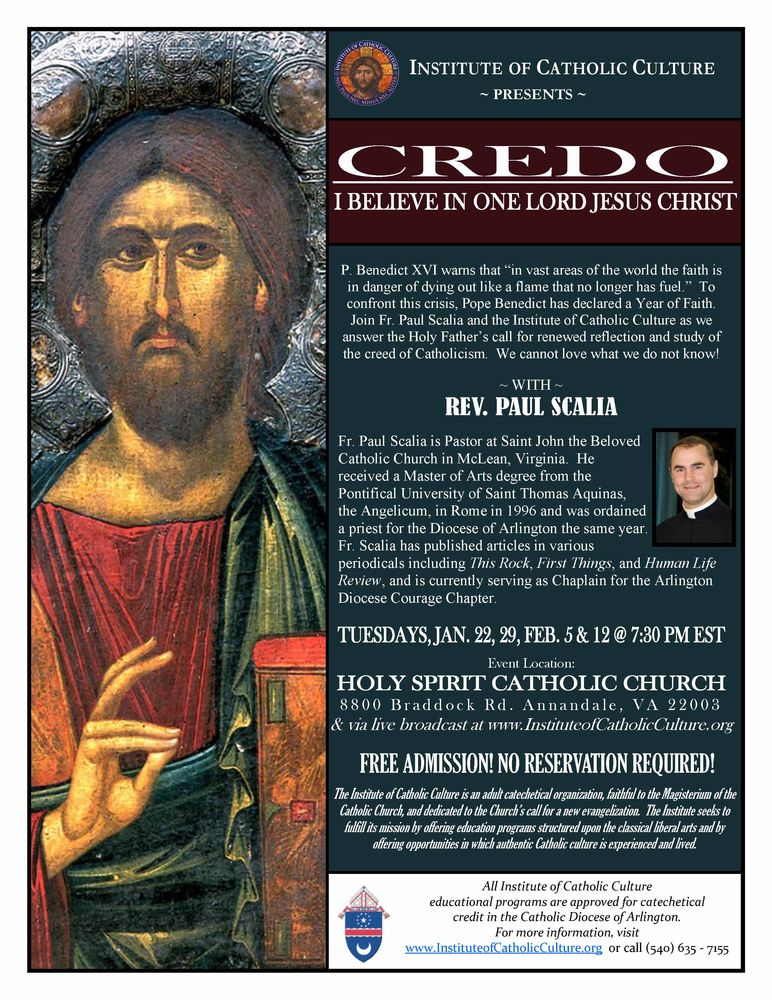 INSTITUTE OF CATHOLIC CULTURE
INSTITUTE OF CATHOLIC CULTURE
~ PRESENTS ~
CREDO
I BELIEVE IN ONE LORD JESUS CHRIST
P. Benedict XVI warns that “in vast areas of the world the faith is
in danger of dying out like a flame that no longer has fuel.” To
confront this crisis, Pope Benedict has declared a Year of Faith.
Join Fr. Paul Scalia and the Institute of Catholic Culture as we
answer the Holy Father’s call for renewed reflection and study of
the creed of Catholicism. We cannot love what we do not know!
~ WITH ~
REV. PAUL SCALIA
Fr. Paul Scalia is Pastor at Saint John the Beloved
Catholic Church in McLean, Virginia. He
received a Master of Arts degree from the
Pontifical University of Saint Thomas Aquinas,
the Angelicum, in Rome in 1996 and was ordained
a priest for the Diocese of Arlington the same year.
Fr. Scalia has published articles in various
periodicals including This Rock, First Things, and Human Life
Review, and is currently serving as Chaplain for the Arlington
Diocese Courage Chapter.
TUESDAYS, JAN. 22, 29, FEB. 5 & 12 @ 7:30 PM EST
Event Location:
HOLY SPIRIT CATHOLIC CHURCH
8800 Braddock Rd. Annandale, VA 22003
& via live broadcast at www.InstituteofCatholicCulture.org
FREE ADMISSION! NO RESERVATION REQUIRED!
The Institute of Catholic Culture is an adult catechetical organization, faithful to the Magisterium of the
Catholic Church, and dedicated to the Church’s call for a new evangelization. The Institute seeks to
fulfill its mission by offering education programs structured upon the classical liberal arts and by
offering opportunities in which authentic Catholic culture is experienced and lived.
All Institute of Catholic Culture
educational programs are approved for catechetical
credit in the Catholic Diocese of Arlington.
For more information, visit
www.InstituteofCatholicCulture.org or call (540) 635 - 7155